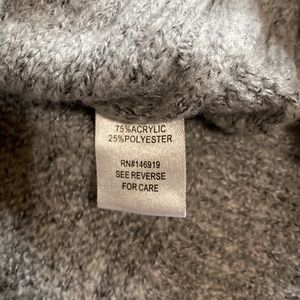 75%ACRYLIC
25%POLYESTER
RN#146919
SEE REVERSE
FOR CARE